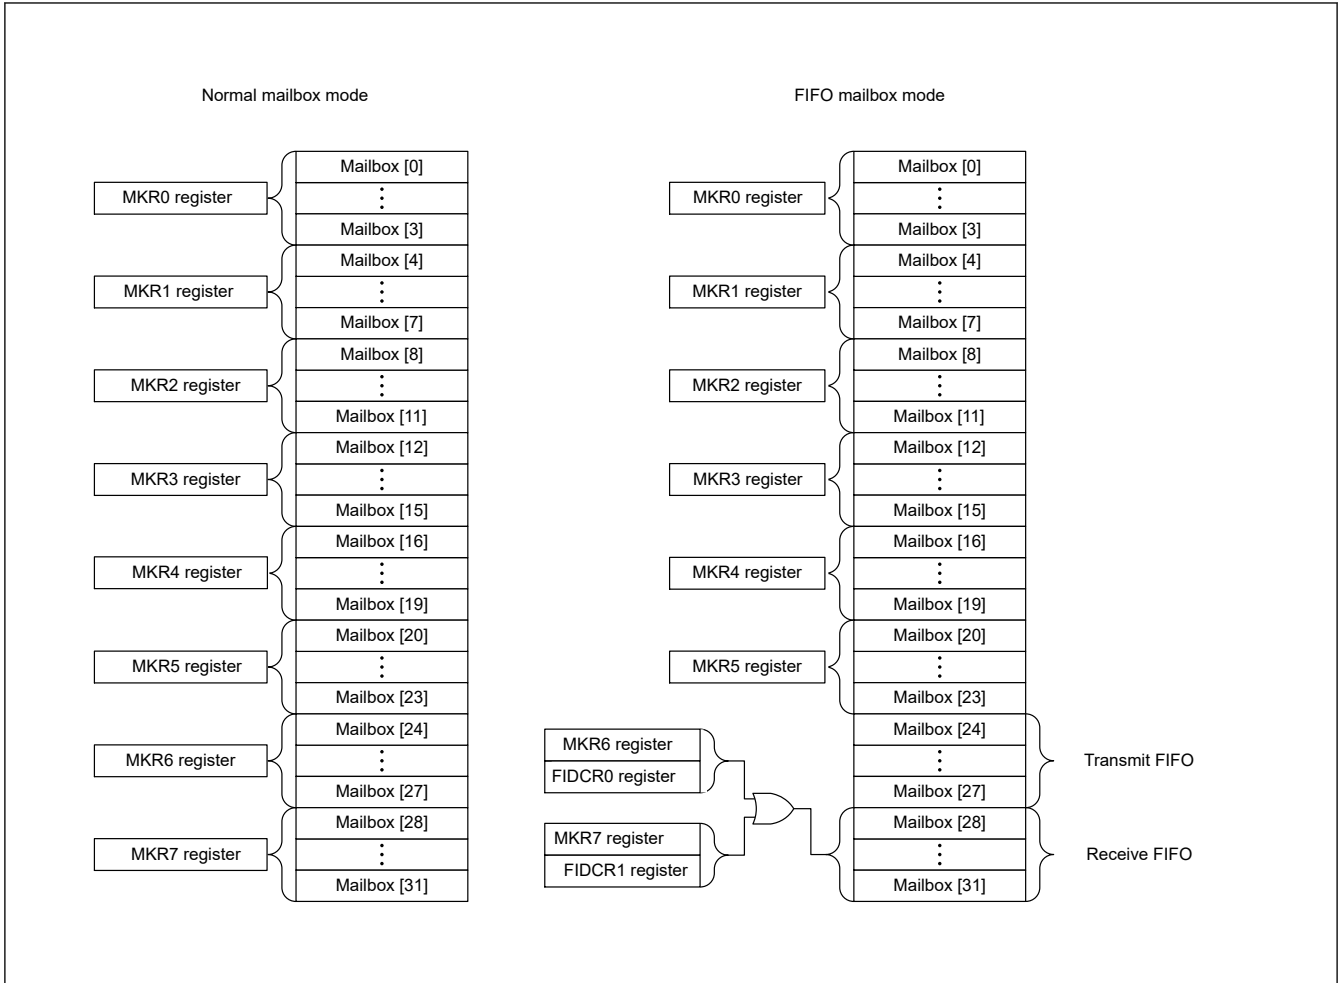 Normal mailbox mode
MKR0 register
Mailbox [0]
Mailbox [3]
MKR1 register
Mailbox [4]
Mailbox [7]
MKR2 register
Mailbox [8]
Mailbox [11]
MKR3 register
Mailbox [12]
Mailbox [15]
MKR4 register
Mailbox [16]
Mailbox [19]
MKR5 register
Mailbox [20]
Mailbox [23]
MKR6 register
Mailbox [24]
Mailbox [27]
MKR7 register
Mailbox [28]
Mailbox [31]
FIFO mailbox mode
MKR0 register
Mailbox [0]
Mailbox [3]
MKR1 register
Mailbox [4]
Mailbox [7]
MKR2 register
Mailbox [8]
Mailbox [11]
MKR3 register
Mailbox [12]
Mailbox [15]
MKR4 register
Mailbox [16]
Mailbox [19]
MKR5 register
Mailbox [20]
Mailbox [23]
MKR6 register
FIDCR0 register
Mailbox [24]
Mailbox [27]
Transmit FIFO
MKR7 register
FIDCR1 register
Mailbox [28]
Mailbox [31]
Receive FIFO